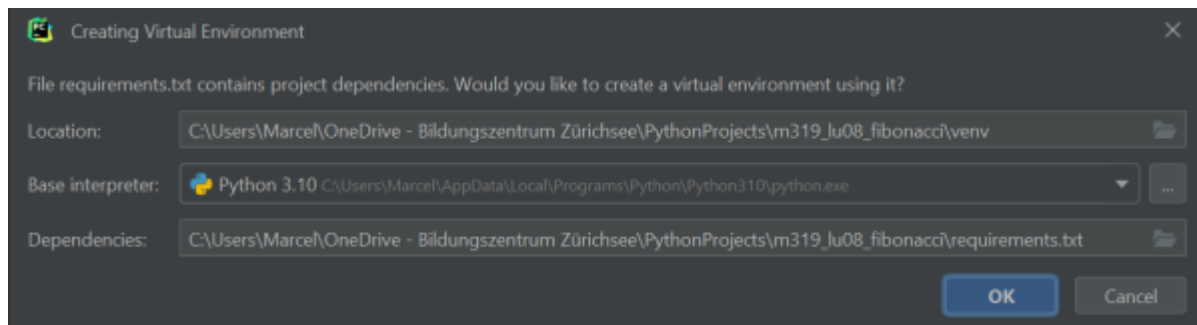 Creating Virtual Environment
File requirements.txt contains project dependencies. Would you like to create a virtual environment using it?
Location: C:\Users\Marcel\OneDrive - Bildungszentrum Zürichsee\PythonProjects\m319_lu08_fibonacci\venv
Base interpreter: Python 3.10 C:\Users\Marcel\AppData\Local\Programs\Python\Python310\python.exe ...
Dependencies: C:\Users\Marcel\OneDrive - Bildungszentrum Zürichsee\PythonProjects\m319_lu08_fibonacci\requirements.txt
OK Cancel